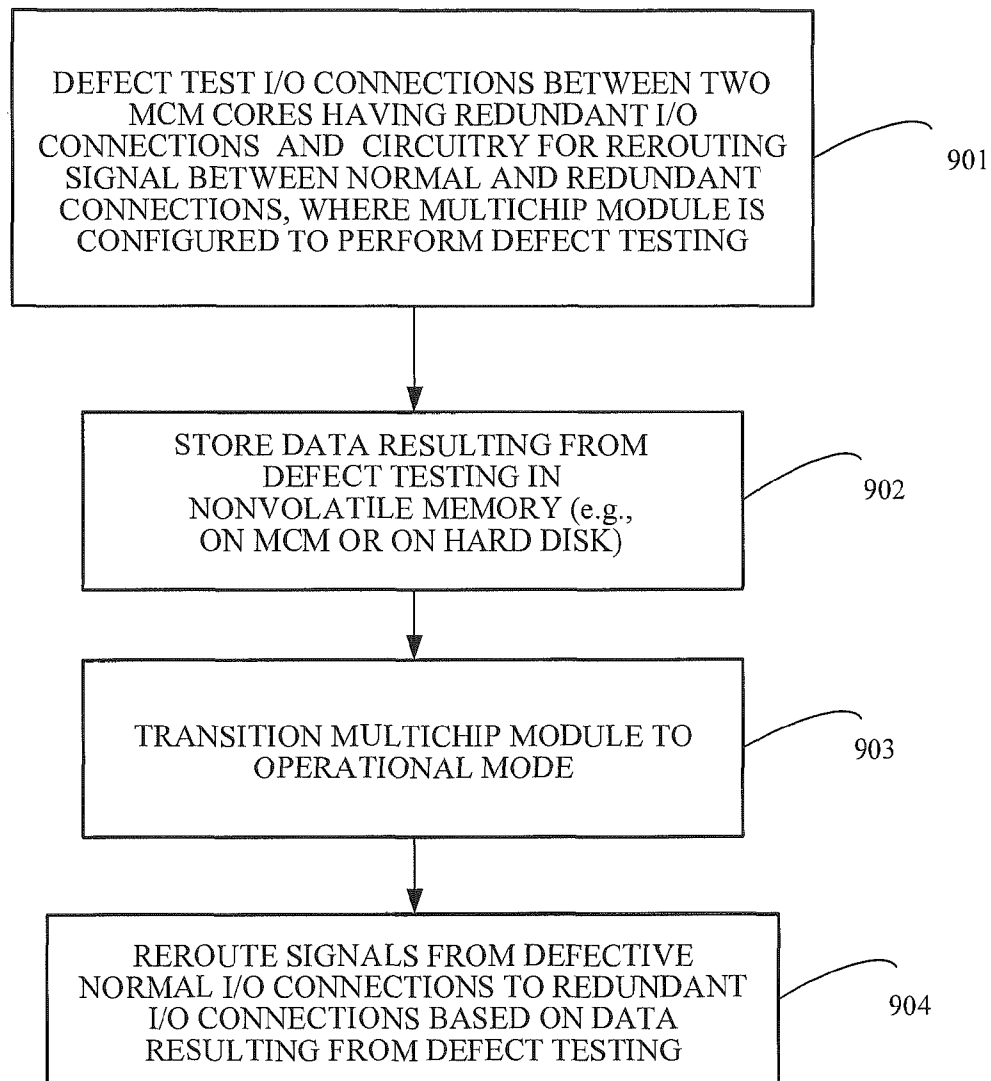 DEFECT TEST I/O CONNECTIONS BETWEEN TWO
MCM CORES HAVING REDUNDANT I/O
CONNECTIONS AND CIRCUITRY FOR REROUTING
SIGNAL BETWEEN NORMAL AND REDUNDANT
CONNECTIONS, WHERE MULTICHIP MODULE IS
CONFIGURED TO PERFORM DEFECT TESTING
901
STORE DATA RESULTING FROM
DEFECT TESTING IN
NONVOLATILE MEMORY (e.g.,
ON MCM OR ON HARD DISK)
902
TRANSITION MULTICHIP MODULE TO
OPERATIONAL MODE
903
REROUTE SIGNALS FROM DEFECTIVE
NORMAL I/O CONNECTIONS TO REDUNDANT
I/O CONNECTIONS BASED ON DATA
RESULTING FROM DEFECT TESTING
904